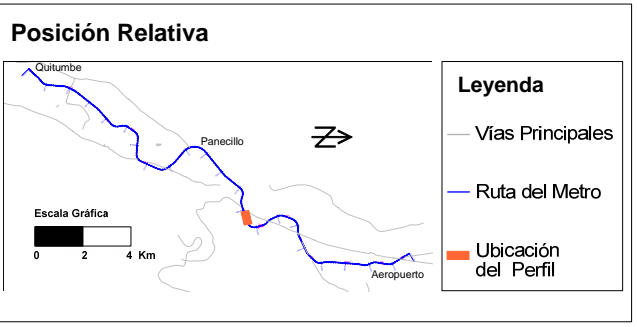 Posición Relativa
Quitumbe
Panecillo
Z
Escala Gráfica
0 2 4 Km
Aeropuerto
Leyenda
Vías Principales
Ruta del Metro
Ubicación
del Perfil